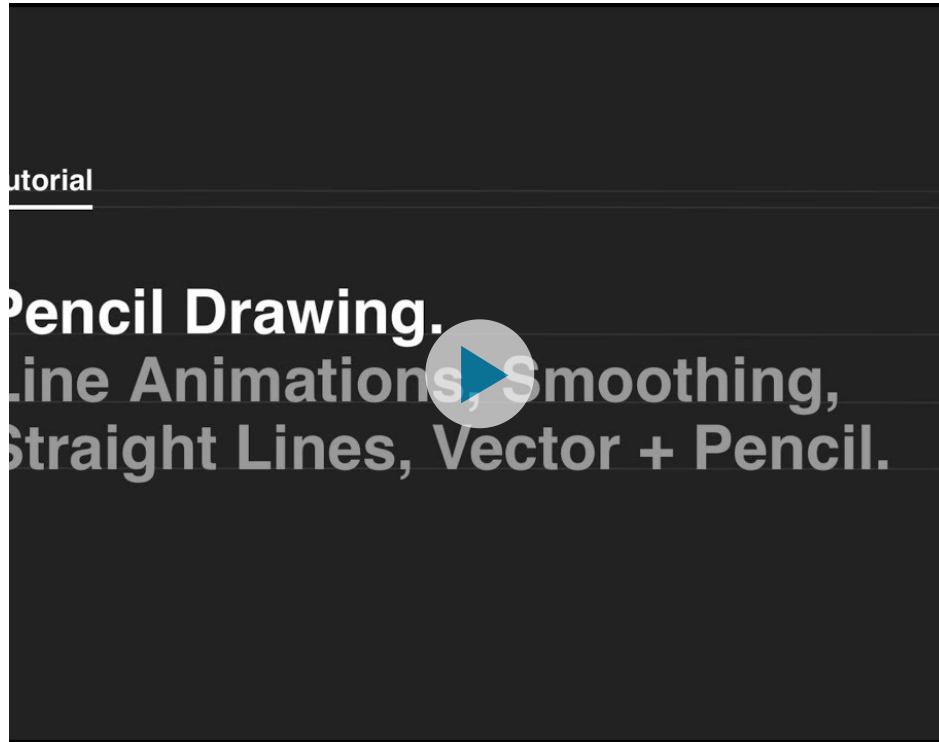 utorial
Pencil Drawing.
Line Animations, Smoothing,
Straight Lines, Vector + Pencil.